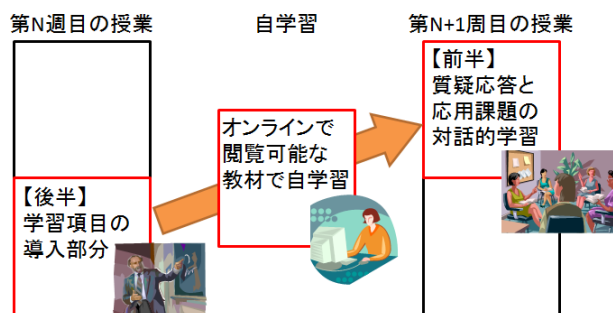 第N週目の授業
自学習
第N+1周目の授業
【後半】
学習項目の
導入部分
オンラインで
閲覧可能な
教材で自学習
【前半】
質疑応答と
応用課題の
対話的学習